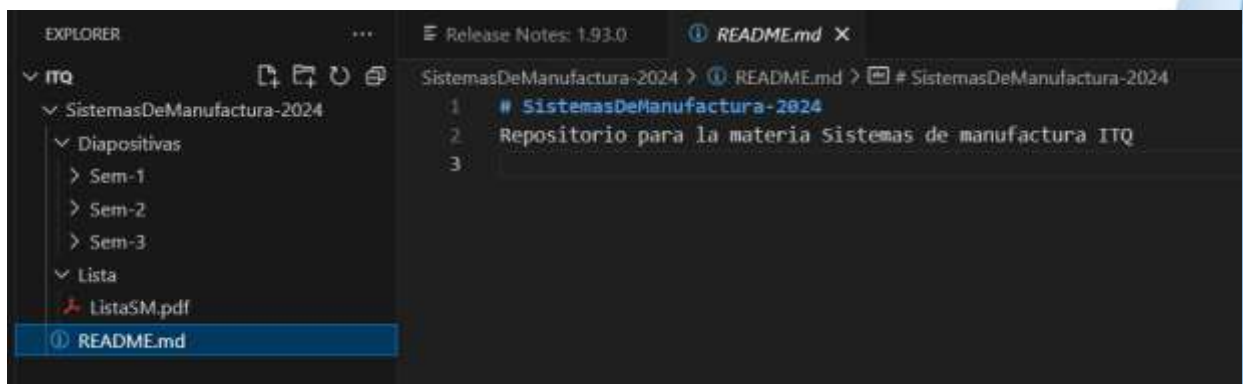 EXPLORER ...
ITQ
SistemasDeManufactura-2024
Diapositivas
Sem-1
Sem-2
Sem-3
Lista
ListaSM.pdf
README.md
Release Notes: 1.93.0 README.md
SistemasDeManufactura-2024 > README.md > # SistemasDeManufactura-2024
1 # SistemasDeManufactura-2024
2 Repositorio para la materia Sistemas de manufactura ITQ
3